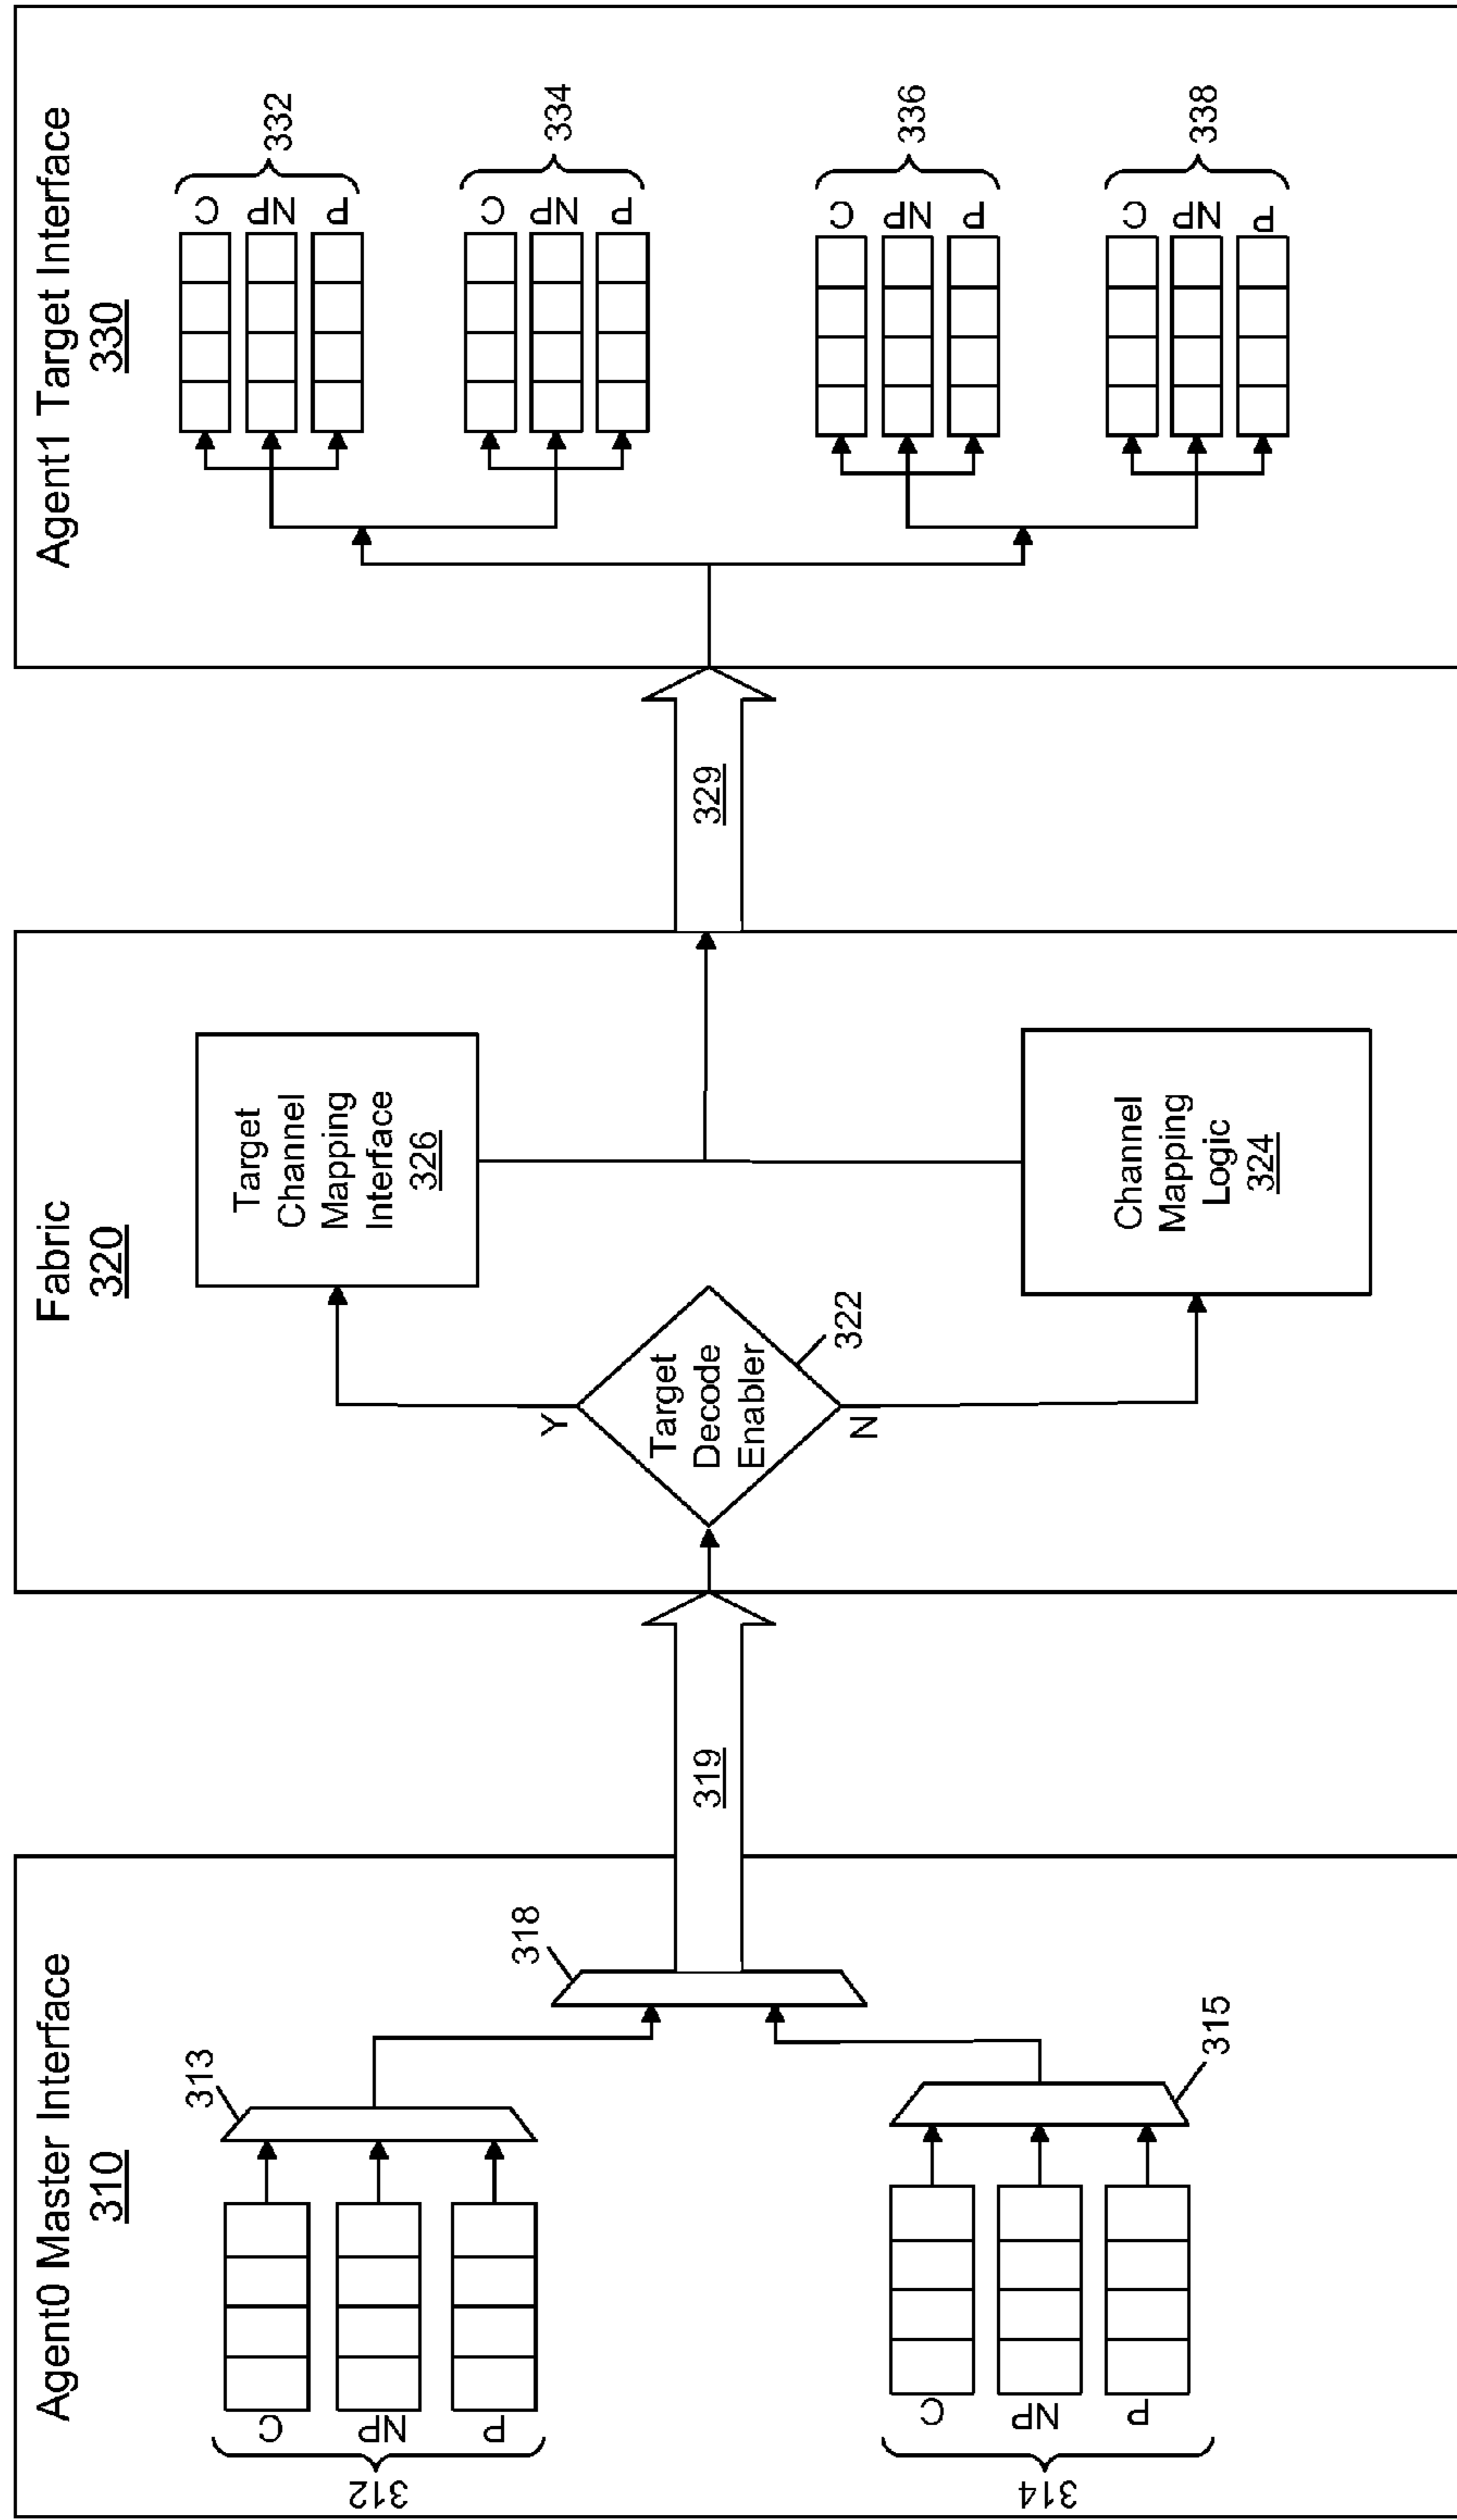 Agent0 Master Interface
310
C
NP
P
312
313
C
NP
P
314
315
318
319
Fabric
320
Target
Decode
Enabler
322
Y
N
Target
Channel
Mapping
Interface
326
Channel
Mapping
Logic
324
329
Agent1 Target Interface
330
C
NP
P
332
C
NP
P
334
C
NP
P
336
C
NP
P
338